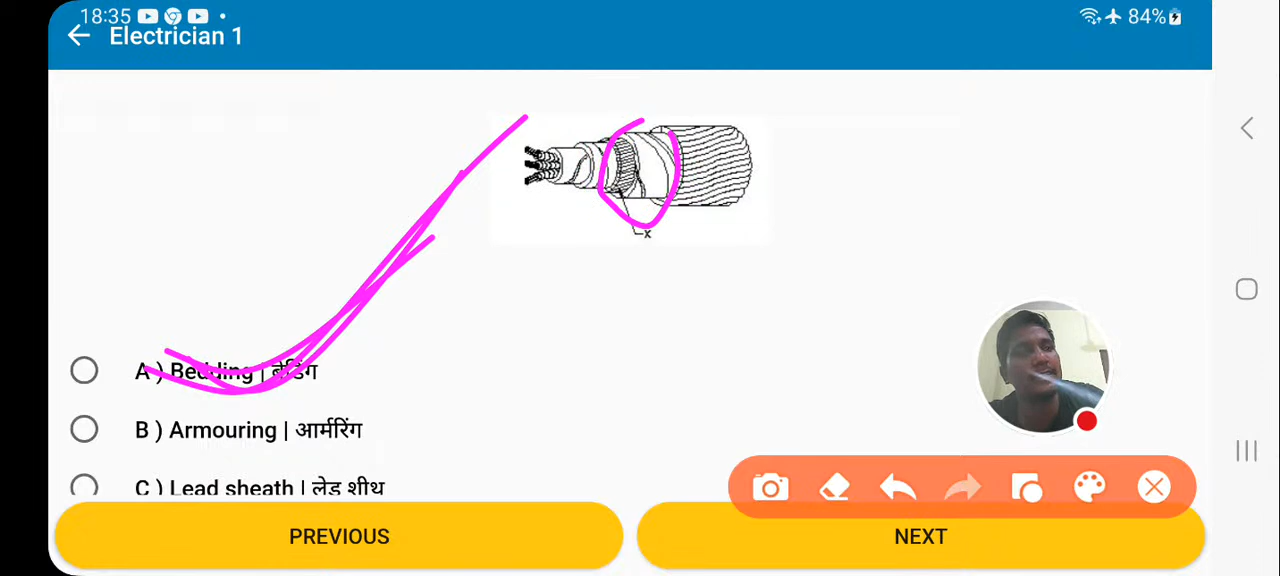 18:35
84%
Electrician 1
x
A ) Bedding | बेडिंग
B ) Armouring | आर्मरिंग
C ) Lead sheath | लेड शीथ
PREVIOUS
NEXT